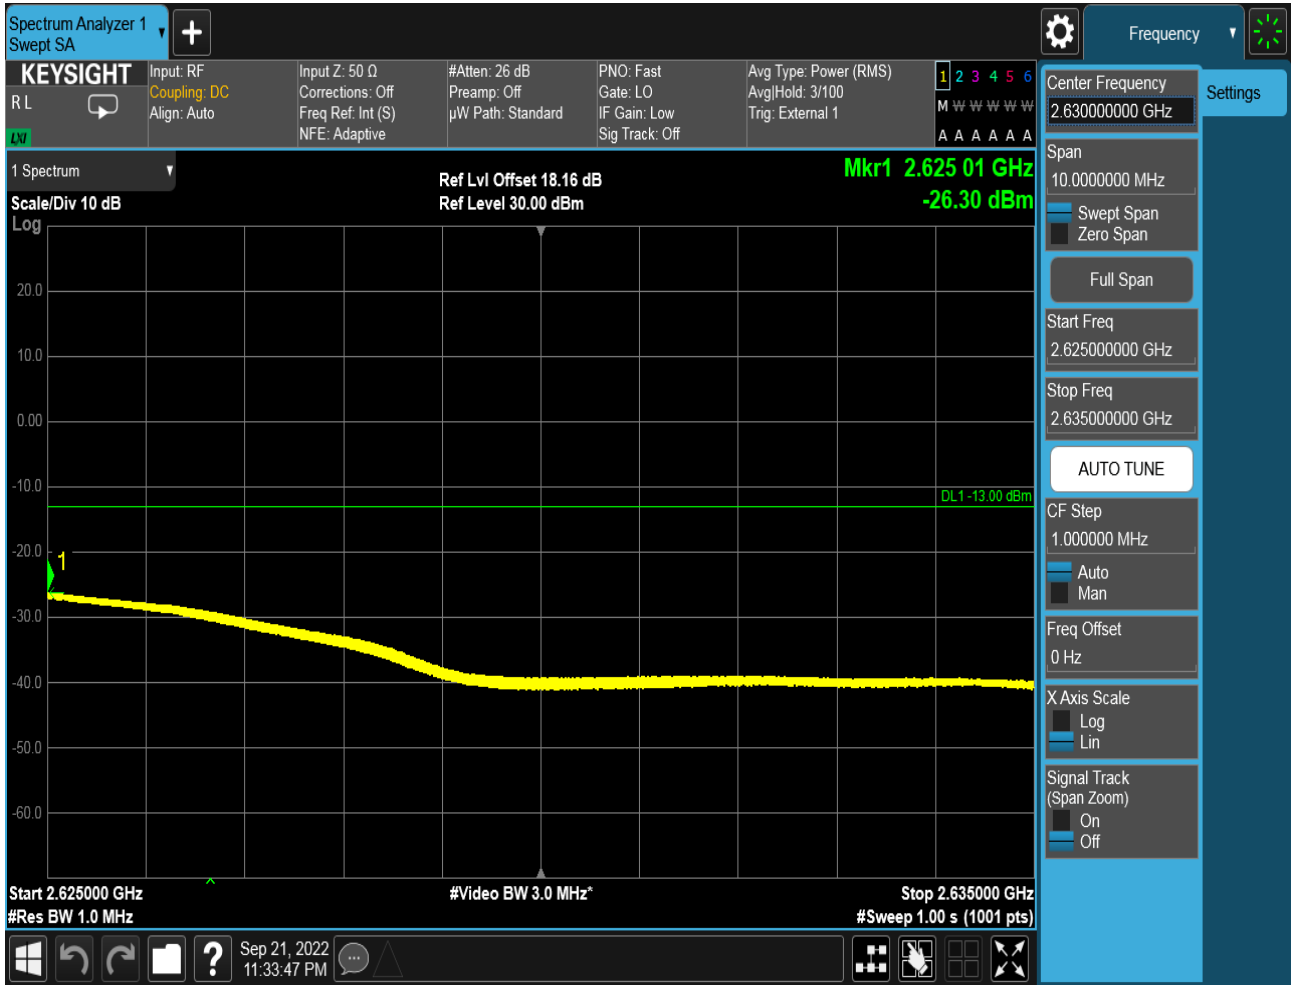 Spectrum Analyzer 1
Swept SA
Frequency
KEYSIGHT
R L
LXI
Input: RF
Coupling: DC
Align: Auto
Input Z: 50 Ω
Corrections: Off
Freq Ref: Int (S)
NFE: Adaptive
#Atten: 26 dB
Preamp: Off
µW Path: Standard
PNO: Fast
Gate: LO
IF Gain: Low
Sig Track: Off
Avg Type: Power (RMS)
Avg|Hold: 3/100
Trig: External 1
1 2 3 4 5 6
M W W W W W
A A A A A A
1 Spectrum
Scale/Div 10 dB
Log
Ref Lvl Offset 18.16 dB
Ref Level 30.00 dBm
Mkr1 2.625 01 GHz
-26.30 dBm
20.0
10.0
0.00
-10.0
DL1 -13.00 dBm
-20.0
1
-30.0
-40.0
-50.0
-60.0
Start 2.625000 GHz
#Video BW 3.0 MHz*
Stop 2.635000 GHz
#Res BW 1.0 MHz
#Sweep 1.00 s (1001 pts)
Sep 21, 2022
11:33:47 PM
Center Frequency
2.630000000 GHz
Settings
Span
10.0000000 MHz
Swept Span
Zero Span
Full Span
Start Freq
2.625000000 GHz
Stop Freq
2.635000000 GHz
AUTO TUNE
CF Step
1.000000 MHz
Auto
Man
Freq Offset
0 Hz
X Axis Scale
Log
Lin
Signal Track
(Span Zoom)
On
Off